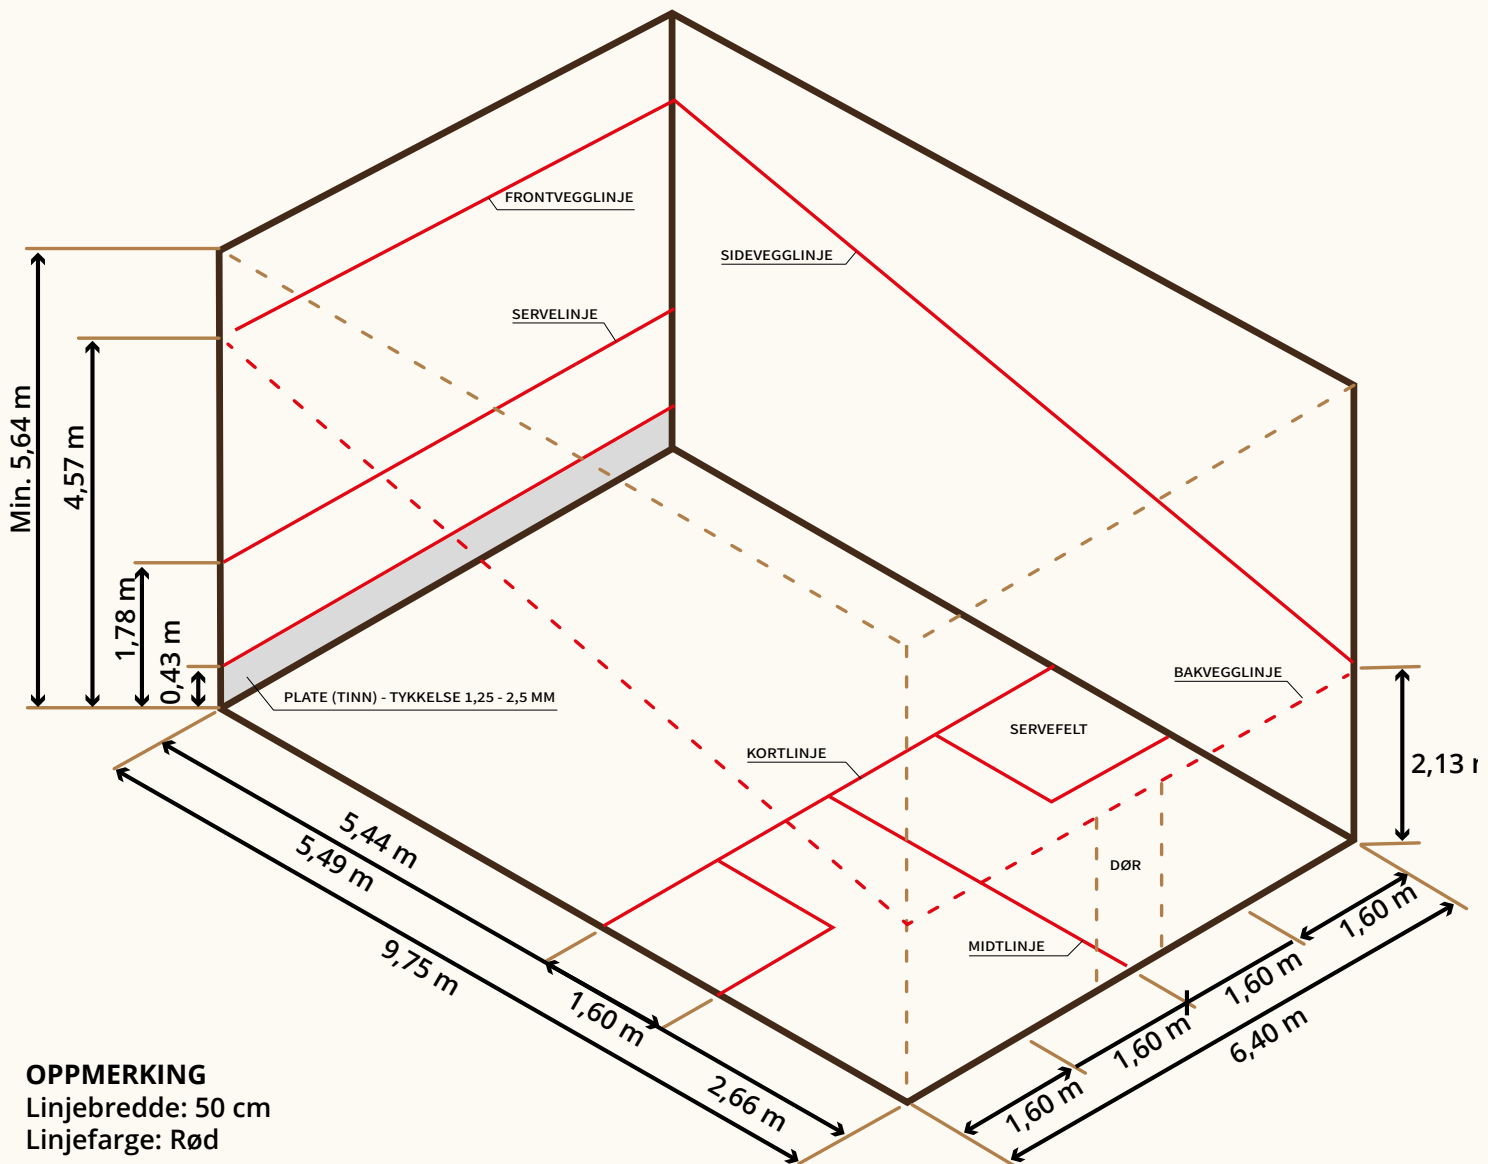 FRONTVEGGLINJE
SIDEVEGGLINJE
SERVELINJE
Min. 5,64 m
4,57 m
1,78 m
0,43 m
PLATE (TINN) - TYKKELSE 1,25 - 2,5 MM
BAKVEGGLINJE
SERVEFELT
KORTLINJE
2,13
DØR
MIDTLINJE
5,44 m
5,49 m
9,75 m
1,60 m
2,66 m
1,60 m
1,60 m
1,60 m
1,60 m
6,40 m
OPPMERKING
Linjebredde: 50 cm
Linjefarge: Rød